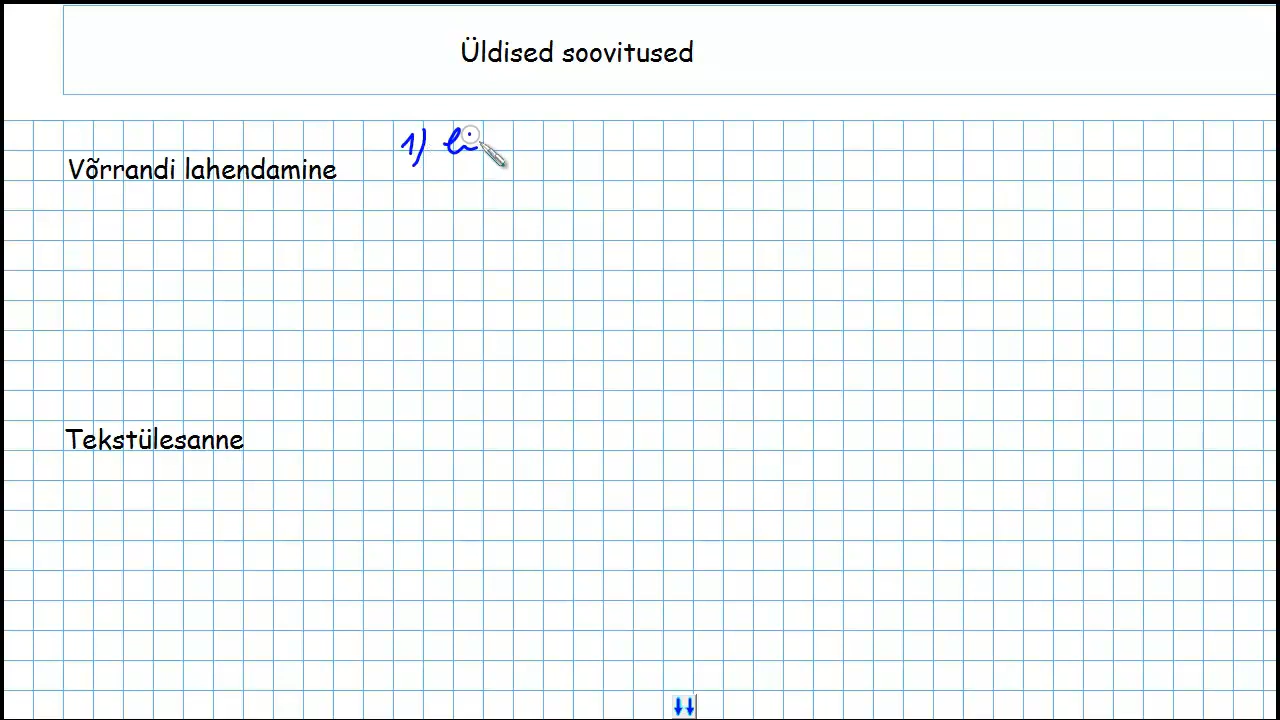 Üldised soovitused
1)
Võrrandi lahendamine
Tekstülesanne